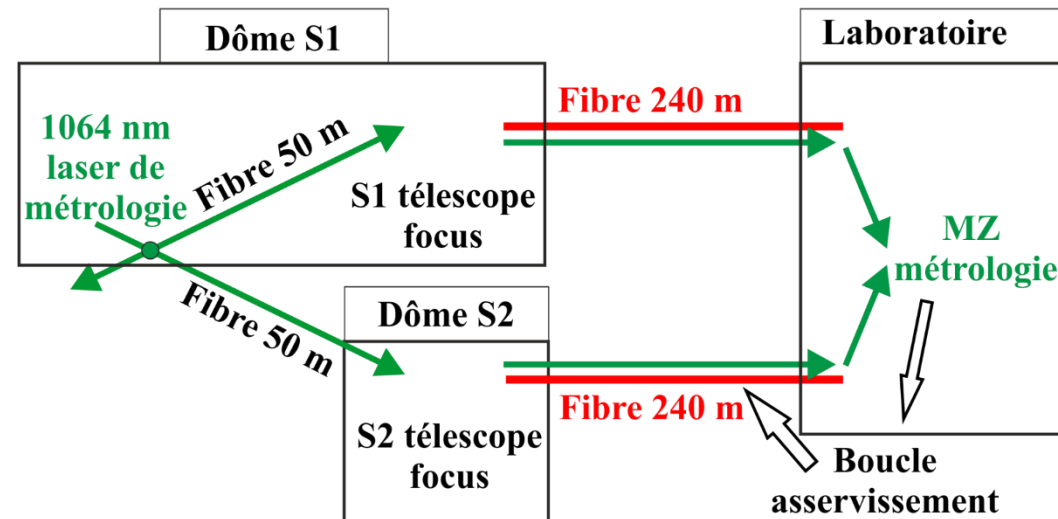 Dôme S1
Laboratoire
1064 nm
laser de
métrologie
Fibre 50 m
S1 télescope
focus
Fibre 240 m
MZ
métrologie
Fibre 50 m
Dôme S2
S2 télescope
focus
Fibre 240 m
Boucle
asservissement